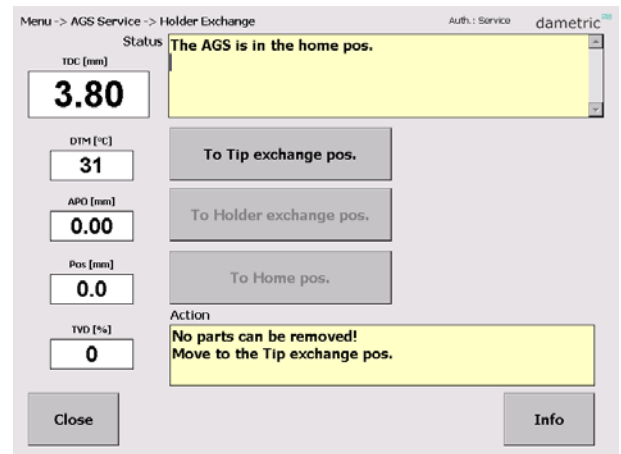 Menu -> AGS Service -> Holder Exchange
Auth.: Service
dametric
Status
The AGS is in the home pos.
TDC [mm]
3.80
DTM [°C]
31
To Tip exchange pos.
APO [mm]
0.00
To Holder exchange pos.
Pos [mm]
0.0
To Home pos.
Action
No parts can be removed!
Move to the Tip exchange pos.
TVD [%]
0
Close
Info